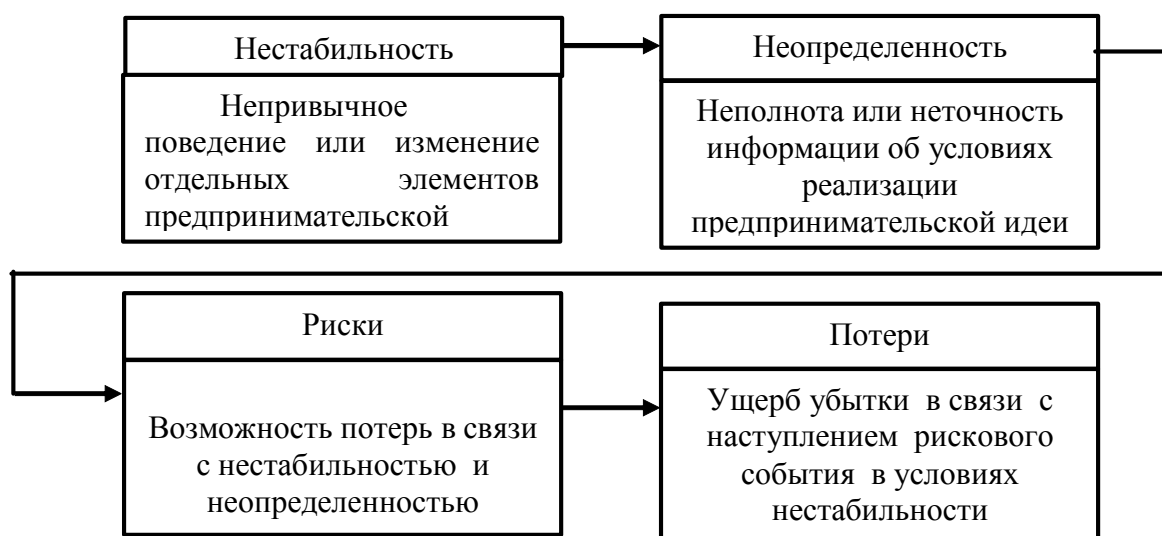 Нестабильность
Непривычное
поведение или изменение
отдельных элементов
предпринимательской
Неопределенность
Неполнота или неточность
информации об условиях
реализации
предпринимательской идеи
Риски
Возможность потерь в связи
с нестабильностью и
неопределенностью
Потери
Ущерб убытки в связи с
наступлением рискового
события в условиях
нестабильности